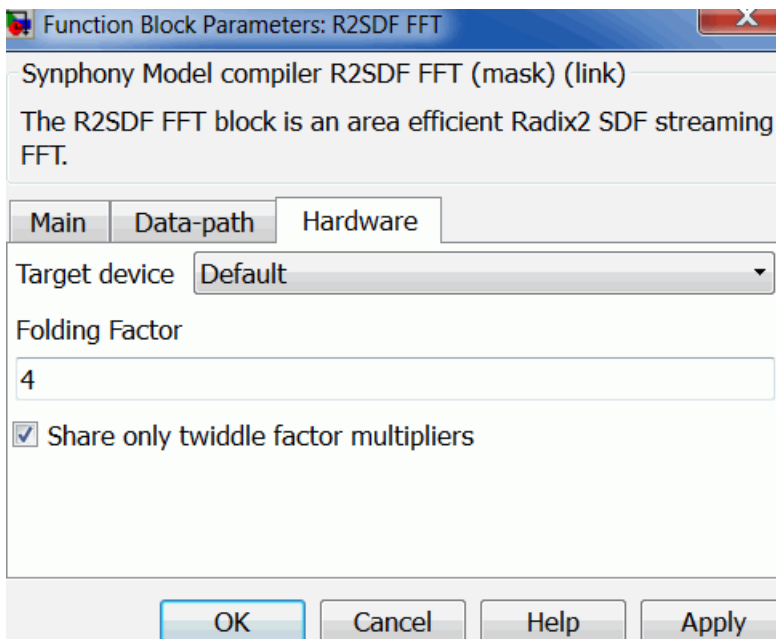 Function Block Parameters: R2SDF FFT
Synphony Model compiler R2SDF FFT (mask) (link)
The R2SDF FFT block is an area efficient Radix2 SDF streaming
FFT.
Main Data-path Hardware
Target device Default
Folding Factor
4
Share only twiddle factor multipliers
OK Cancel Help Apply